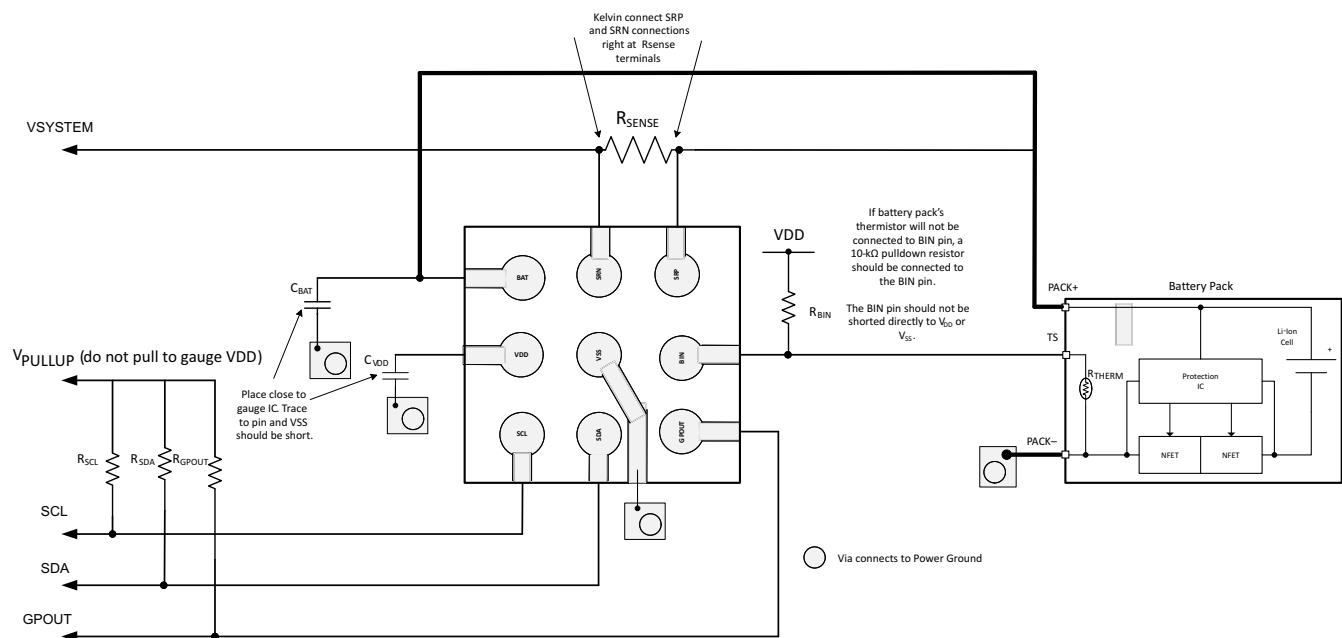 Kelvin connect SRP
and SRN connections
right at Rsense
terminals
VSYSTEM
RSENSE
If battery pack's
thermistor will not be
connected to BIN pin, a
10-kΩ pulldown resistor
should be connected to
the BIN pin.
The BIN pin should not be
shorted directly to VDD or
VSS.
VDD
RBIN
BAT
SRN
SRP
VDD
VSS
BIN
SCL
SDA
GPOUT
CBAT
CVDD
VPULLUP (do not pull to gauge VDD)
Place close to
gauge IC. Trace
to pin and VSS
should be short.
RSCL
RSDA
RGPOUT
SCL
SDA
GPOUT
PACK+
Battery Pack
TS
Li-Ion
Cell
+
RTHERM
Protection
IC
PACK–
NFET
NFET
Via connects to Power Ground